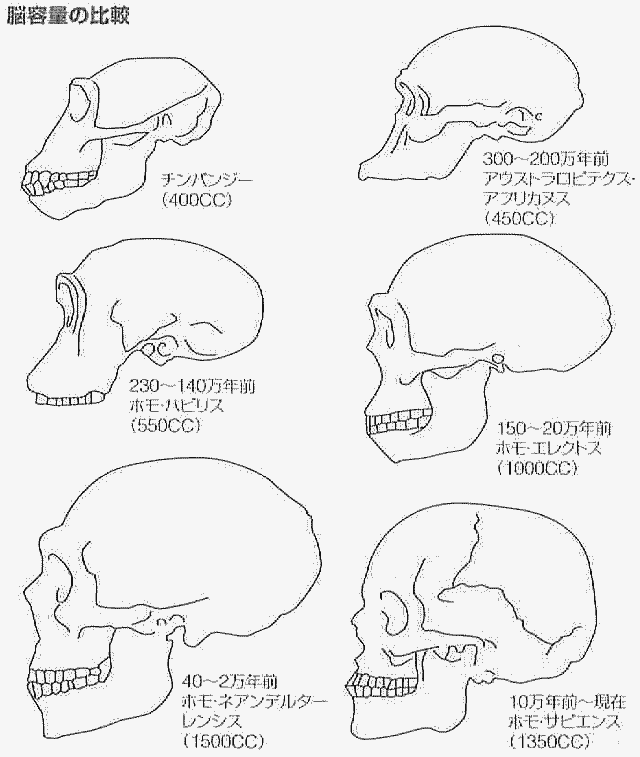 脳容量の比較
チンパンジー
(400CC)
300〜200万年前
アウストラロピテクス・
アフリカヌス
(450CC)
230〜140万年前
ホモ・ハビリス
(550CC)
150〜20万年前
ホモ・エレクトス
(1000CC)
40〜2万年前
ホモ・ネアンデルター
レンシス
(1500CC)
10万年前〜現在
ホモ・サピエンス
(1350CC)